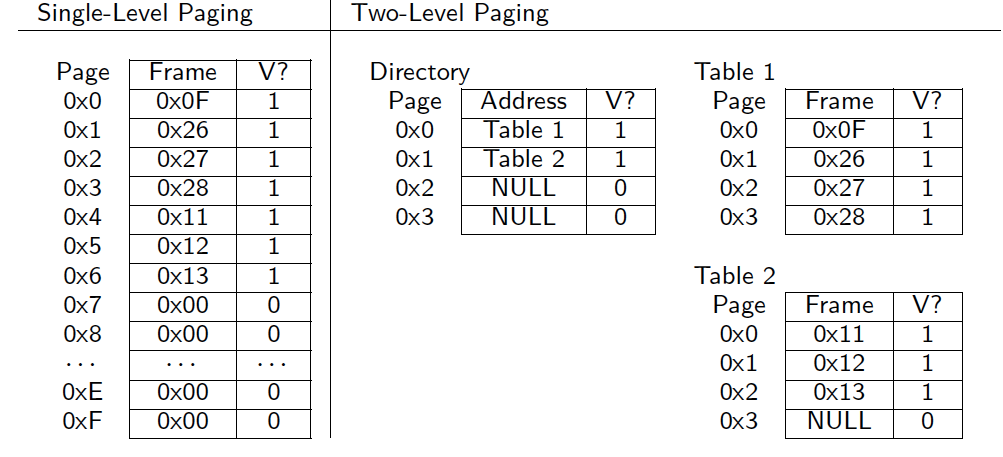 Single-Level Paging
Page Frame V?
0x0 0x0F 1
0x1 0x26 1
0x2 0x27 1
0x3 0x28 1
0x4 0x11 1
0x5 0x12 1
0x6 0x13 1
0x7 0x00 0
0x8 0x00 0
... ... ...
0xE 0x00 0
0xF 0x00 0
Two-Level Paging
Directory
Page Address V?
0x0 Table 1 1
0x1 Table 2 1
0x2 NULL 0
0x3 NULL 0
Table 1
Page Frame V?
0x0 0x0F 1
0x1 0x26 1
0x2 0x27 1
0x3 0x28 1
Table 2
Page Frame V?
0x0 0x11 1
0x1 0x12 1
0x2 0x13 1
0x3 NULL 0